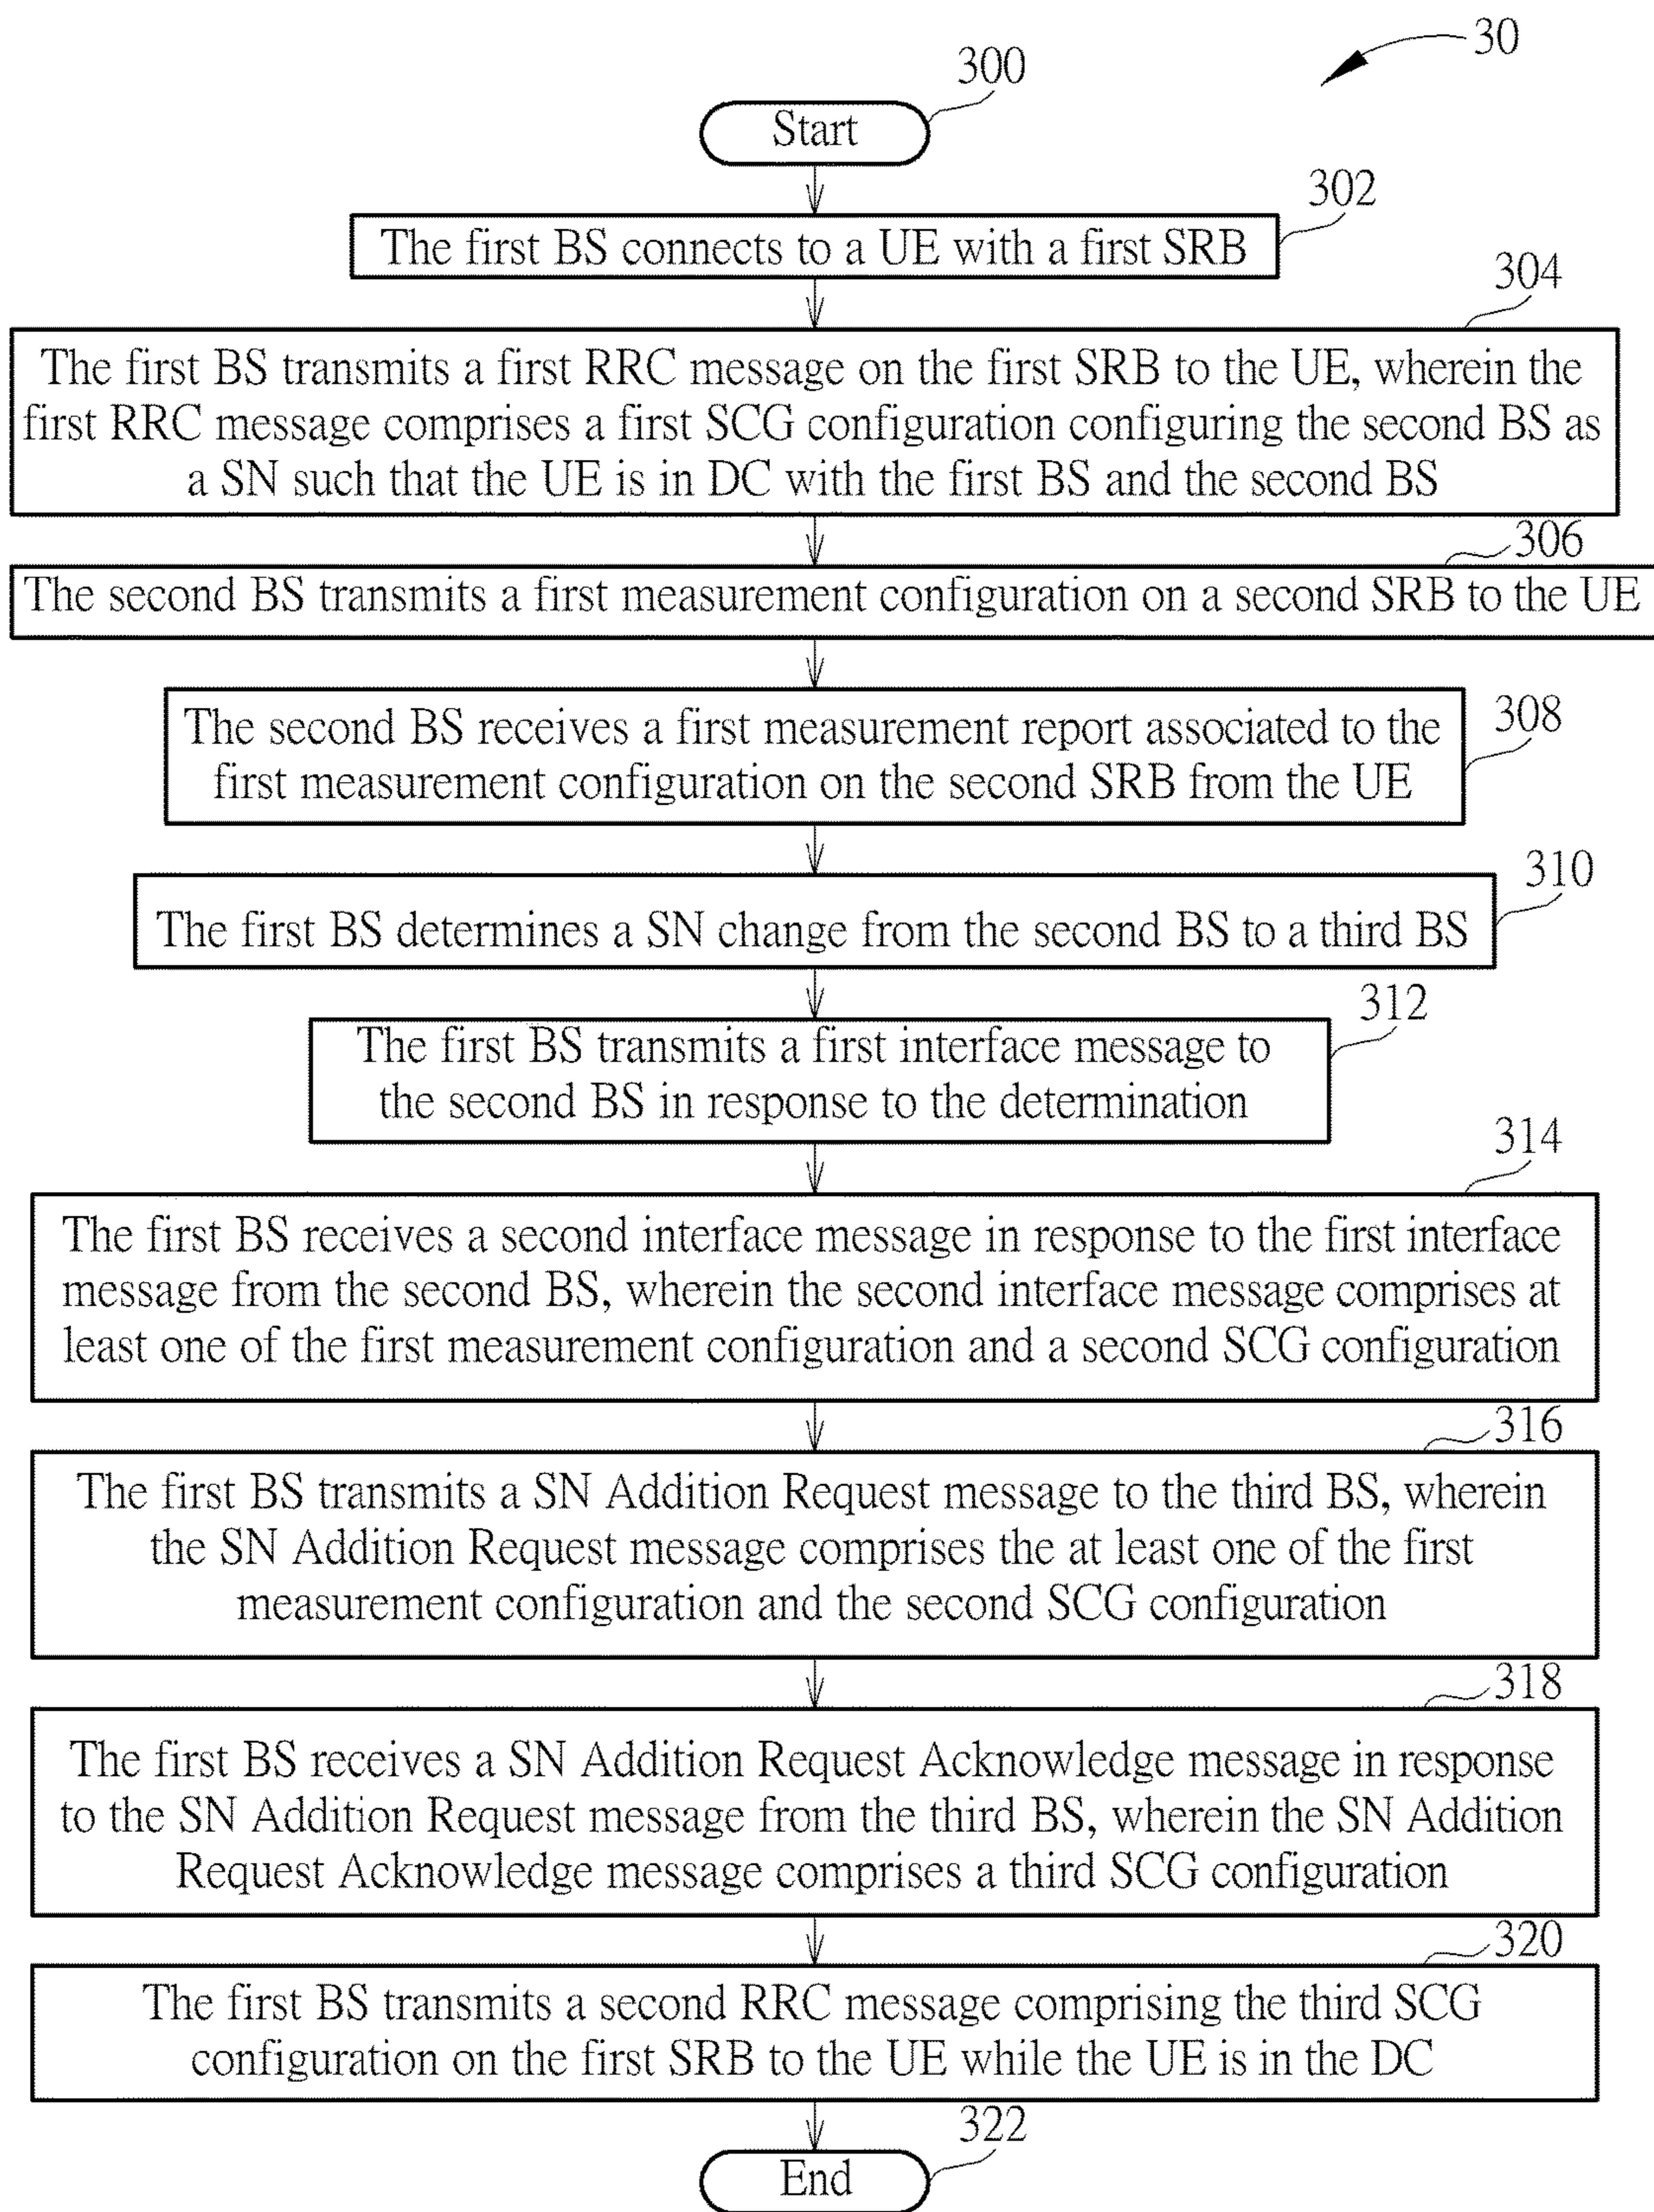 30
300
Start
302
The first BS connects to a UE with a first SRB
304
The first BS transmits a first RRC message on the first SRB to the UE, wherein the
first RRC message comprises a first SCG configuration configuring the second BS as
a SN such that the UE is in DC with the first BS and the second BS
306
The second BS transmits a first measurement configuration on a second SRB to the UE
The second BS receives a first measurement report associated to the
first measurement configuration on the second SRB from the UE
308
310
The first BS determines a SN change from the second BS to a third BS
312
The first BS transmits a first interface message to
the second BS in response to the determination
314
The first BS receives a second interface message in response to the first interface
message from the second BS, wherein the second interface message comprises at
least one of the first measurement configuration and a second SCG configuration
316
The first BS transmits a SN Addition Request message to the third BS, wherein
the SN Addition Request message comprises the at least one of the first
measurement configuration and the second SCG configuration
318
The first BS receives a SN Addition Request Acknowledge message in response
to the SN Addition Request message from the third BS, wherein the SN Addition
Request Acknowledge message comprises a third SCG configuration
320
The first BS transmits a second RRC message comprising the third SCG
configuration on the first SRB to the UE while the UE is in the DC
322
End